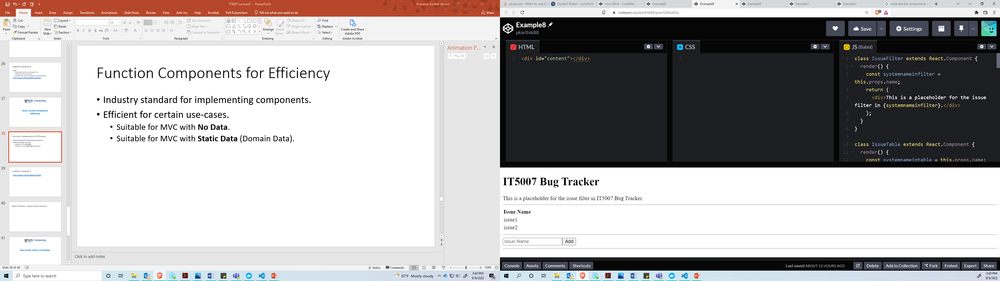 IT5007-Lecture5 - PowerPoint
Prasanna Karthik Vairam
File Home Insert Draw Design Transitions Animations Slide Show Review View Add-ins Help Acrobat Poll Everywhere Tell me what you want to do Share
Paste
Cut
Copy
Format Painter
Clipboard
New Slide
Layout
Reset
Section
Slides
24
Font
Text Direction
Align Text
Convert to SmartArt
Paragraph
Arrange
Quick Styles
Shape Fill
Shape Outline
Shape Effects
Drawing
Find
Replace
Select
Editing
Create and Share Adobe PDF
Adobe Acrobat
36
CodePen Example 8
37
NUS Computing
React: Function Components
(Efficiency)
38
Function Components for Efficiency
39
CodePen Example 9
40
Best Practices: Classes and Functions
41
NUS Computing
React Hooks: Coders are Monkeys
Function Components for Efficiency
• Industry standard for implementing components.
• Efficient for certain use-cases.
• Suitable for MVC with No Data.
• Suitable for MVC with Static Data (Domain Data).
Animation P...
Play All
Click to add notes
Slide 38 of 46
Notes Comments 108%
Type here to search
87°F Mostly cloudy
3:43 PM
9/8/2022
14
javascript - When to use ES
Student Roster - LumiNUS
Your Work - CodePen
Example9
Example8
Example6
Example7
Example1
what are the components
codepen.io/pkarthik88/pen/GRdoKQz
Example8
pkarthik88
Save
Settings
HTML
1 <div id="content"></div>
CSS
1
JS (Babel)
1 class IssueFilter extends React.Component {
2 render() {
3 const systemnameinfilter =
this.props.name;
4 return (
5 <div>This is a placeholder for the issue
filter in {systemnameinfilter}.</div>
6 );
7 }
8 }
9
10 class IssueTable extends React.Component {
11 render() {
12 const systemnameintable = this.props.name;
IT5007 Bug Tracker
This is a placeholder for the issue filter in IT5007 Bug Tracker.
Issue Name
issue1
issue2
Issue Name Add
Console Assets Comments Shortcuts
Last saved ABOUT 12 HOURS AGO
Delete Add to Collection Fork Embed Export Share
3:43 PM
9/8/2022